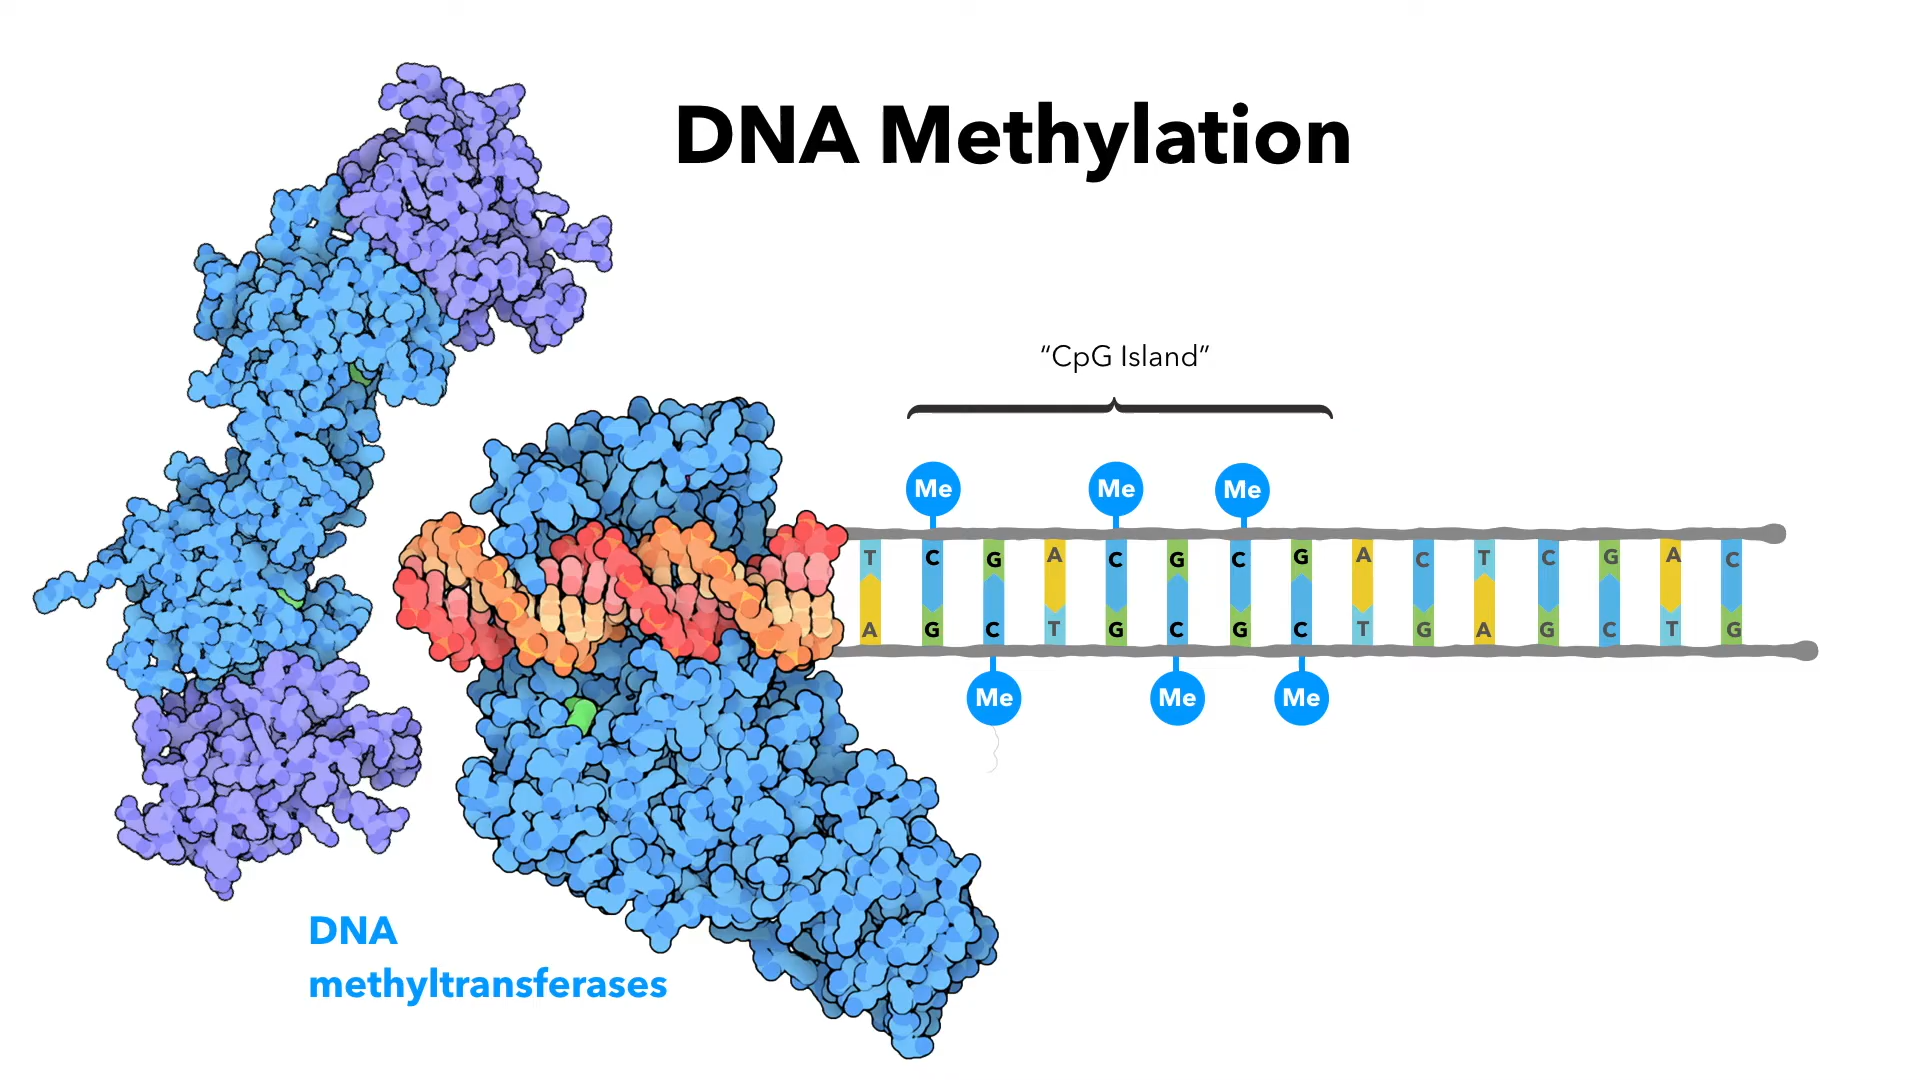 DNA Methylation
“CpG Island”
Me Me Me
T C G A C G C G A C T C G A C
A G C T G C G C T G A G C T G
Me Me Me
DNA
methyltransferases